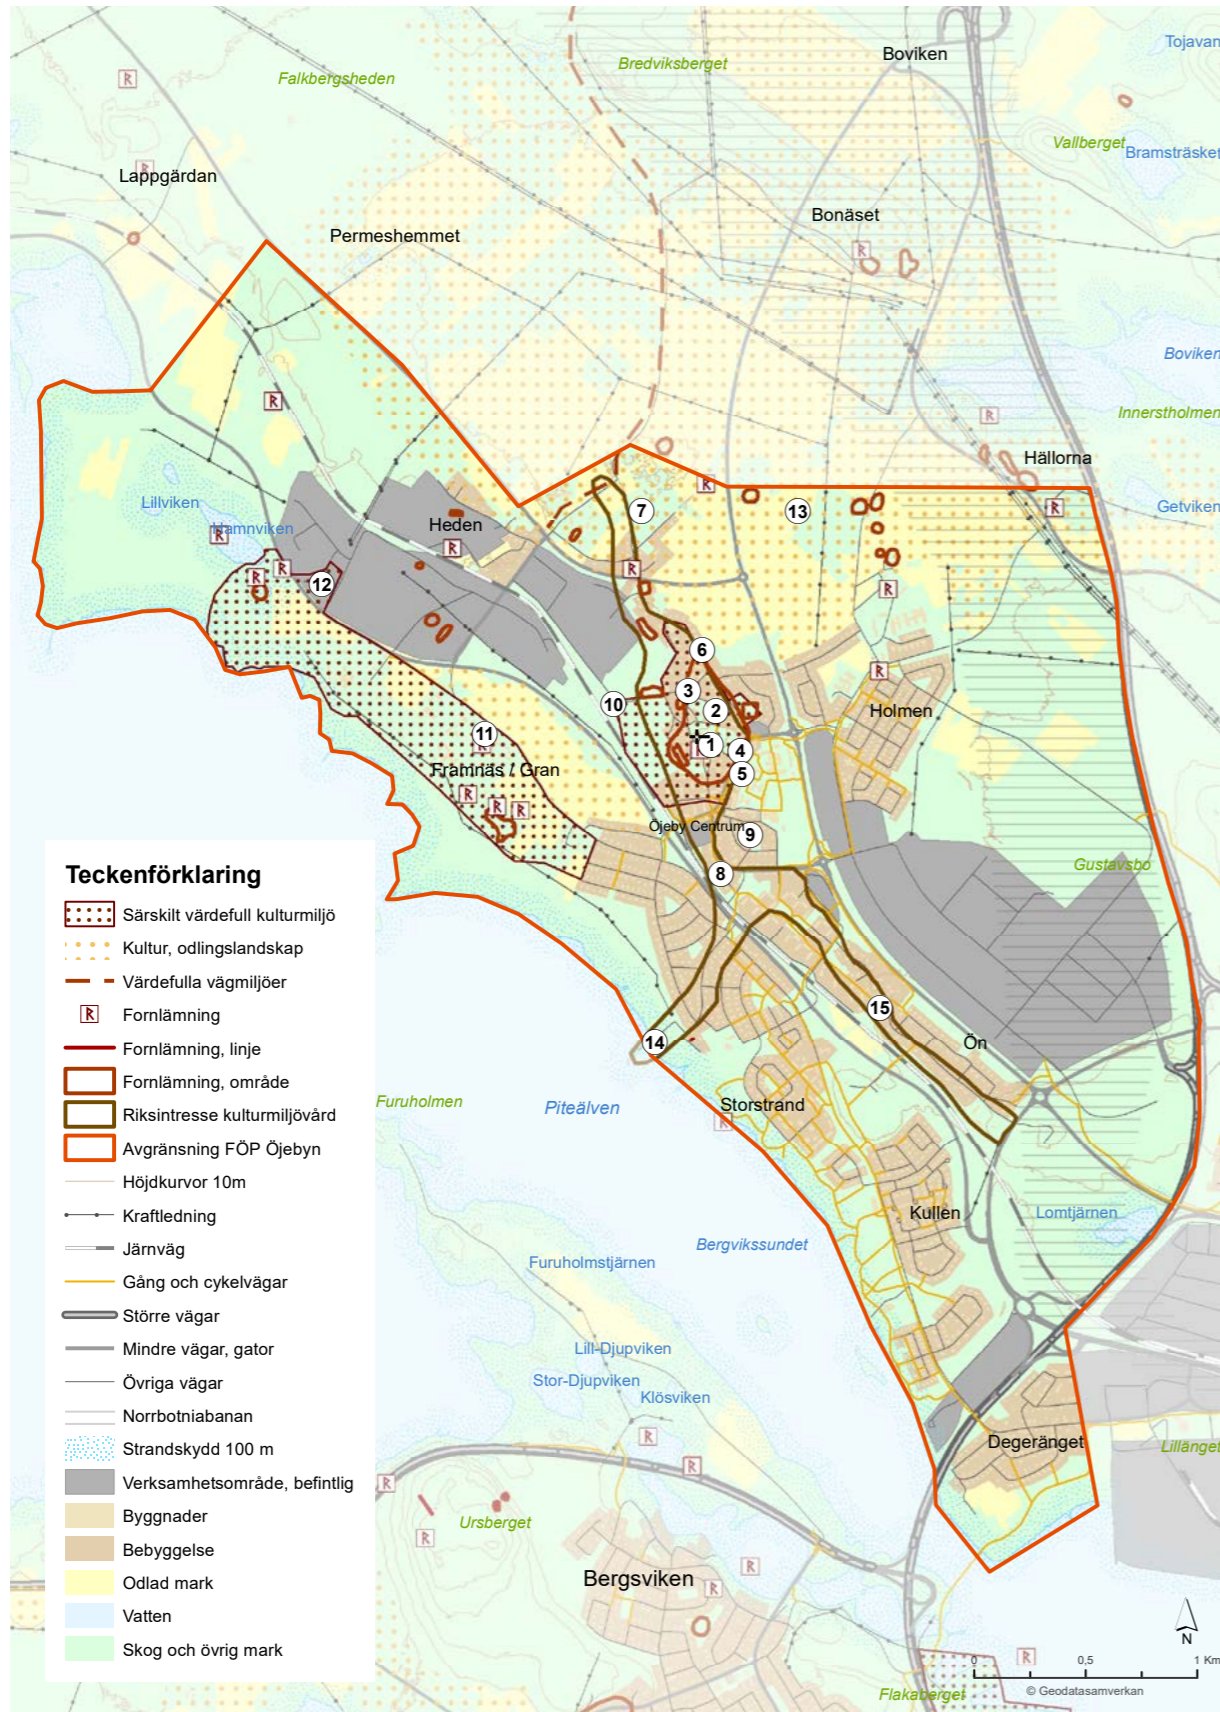 Boviken
Tojavan
Bredviksberget
Falkbergsheden
Vallberget
Bramsträsket
Lappgärdan
Bonäset
Permeshemmet
Boviken
Innerstholmen
Hällorna
Getviken
Lillviken
Hamnviken
Heden
7
13
12
6
3
10
2
Holmen
11
1
4
5
Framnäs / Gran
Öjeby Centrum
9
8
Gustavsbo
15
14
Ön
Furuholmen
Piteälven
Storstrand
Kullen
Lomtjärnen
Bergvikssundet
Furuholmstjärnen
Lill-Djupviken
Stor-Djupviken
Klösviken
Degeränget
Lillänget
Ursberget
Bergsviken
Flakaberget
Teckenförklaring
Särskilt värdefull kulturmiljö
Kultur, odlingslandskap
Värdefulla vägmiljöer
R Fornlämning
Fornlämning, linje
Fornlämning, område
Riksintresse kulturmiljövård
Avgränsning FÖP Öjebyn
Höjdkurvor 10m
Kraftledning
Järnväg
Gång och cykelvägar
Större vägar
Mindre vägar, gator
Övriga vägar
Norrbotniabanan
Strandskydd 100 m
Verksamhetsområde, befintlig
Byggnader
Bebyggelse
Odlad mark
Vatten
Skog och övrig mark
N
0 0,5 1 Km
© Geodatasamverkan